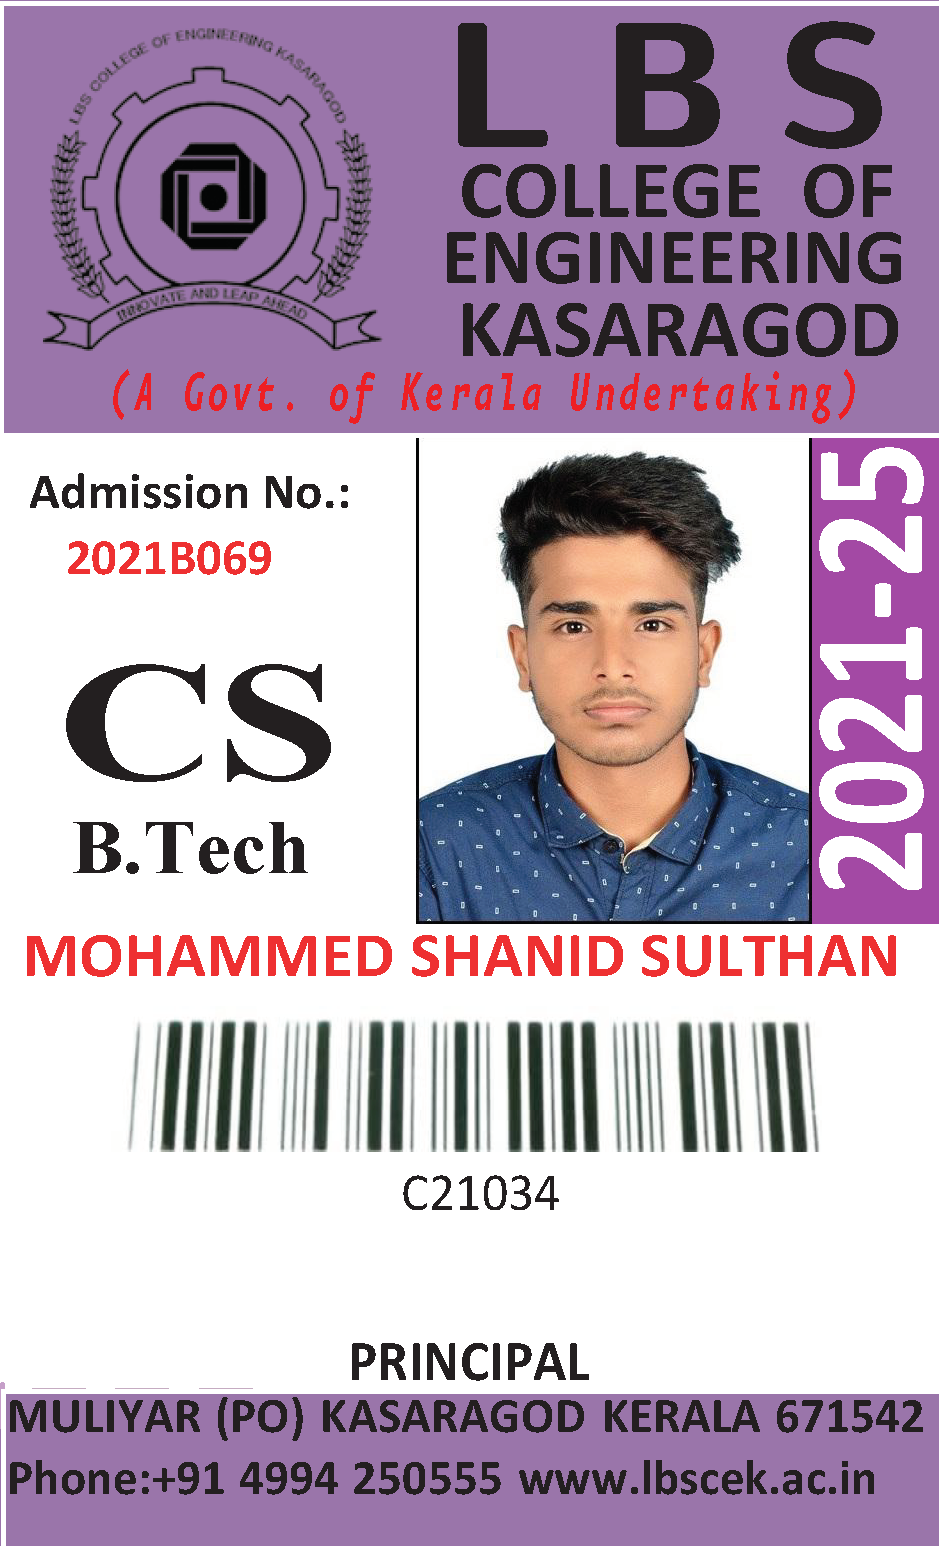 LBS COLLEGE OF ENGINEERING KASARAGOD
INNOVATE AND LEAP AHEAD
L B S
COLLEGE OF
ENGINEERING
KASARAGOD
(A Govt. of Kerala Undertaking)
Admission No.:
2021B069
CS
B.Tech
2021-25
MOHAMMED SHANID SULTHAN
C21034
PRINCIPAL
MULIYAR (PO) KASARAGOD KERALA 671542
Phone:+91 4994 250555 www.lbscek.ac.in